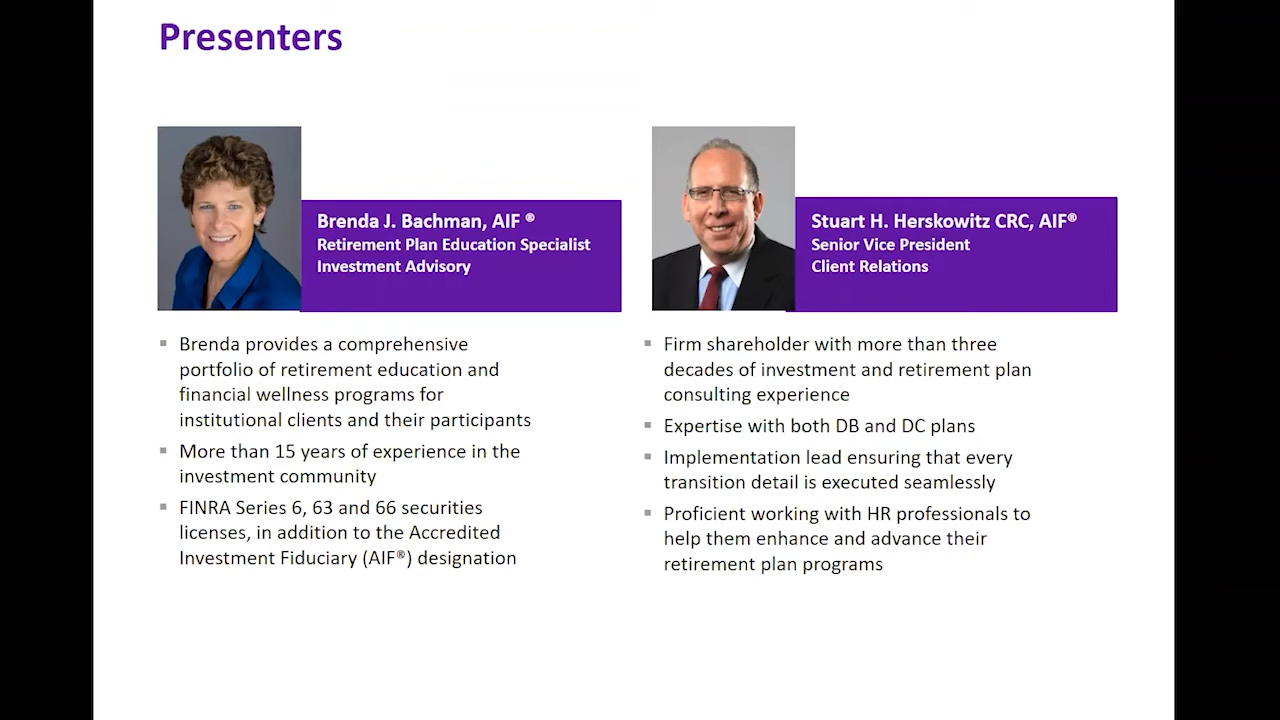 Presenters
Brenda J. Bachman, AIF ®
Retirement Plan Education Specialist
Investment Advisory
Brenda provides a comprehensive
portfolio of retirement education and
financial wellness programs for
institutional clients and their participants
More than 15 years of experience in the
investment community
FINRA Series 6, 63 and 66 securities
licenses, in addition to the Accredited
Investment Fiduciary (AIF®) designation
Stuart H. Herskowitz CRC, AIF®
Senior Vice President
Client Relations
Firm shareholder with more than three
decades of investment and retirement plan
consulting experience
Expertise with both DB and DC plans
Implementation lead ensuring that every
transition detail is executed seamlessly
Proficient working with HR professionals to
help them enhance and advance their
retirement plan programs